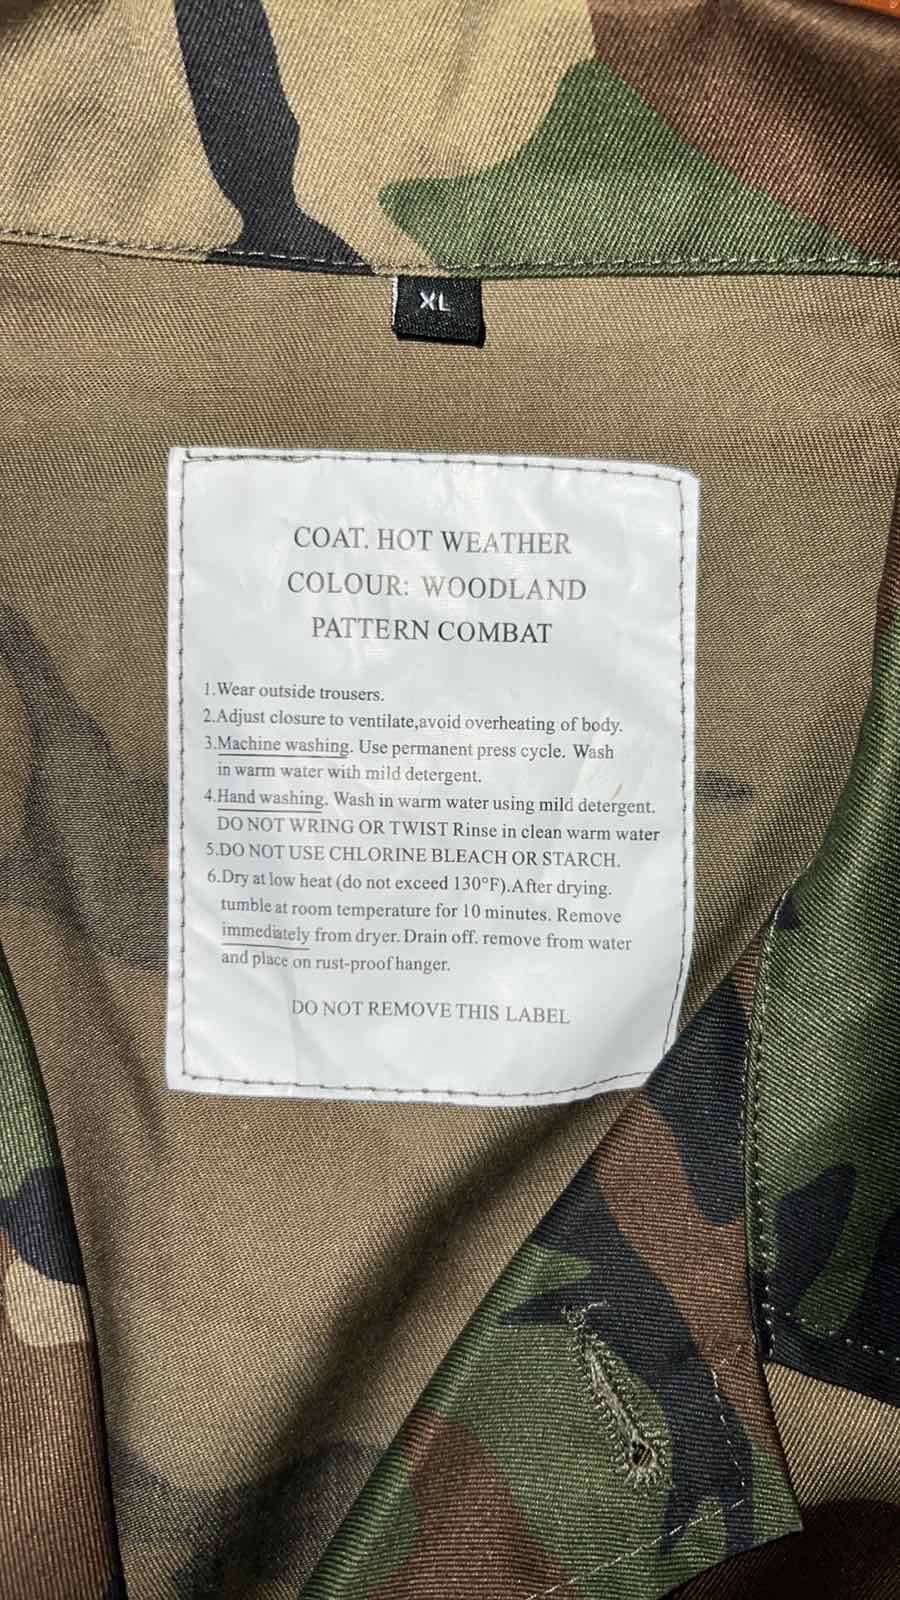 XL
COAT. HOT WEATHER
COLOUR: WOODLAND
PATTERN COMBAT
1.Wear outside trousers.
2.Adjust closure to ventilate,avoid overheating of body.
3.Machine washing. Use permanent press cycle. Wash
in warm water with mild detergent.
4.Hand washing. Wash in warm water using mild detergent.
DO NOT WRING OR TWIST Rinse in clean warm water
5.DO NOT USE CHLORINE BLEACH OR STARCH.
6.Dry at low heat (do not exceed 130°F).After drying.
tumble at room temperature for 10 minutes. Remove
immediately from dryer. Drain off. remove from water
and place on rust-proof hanger.
DO NOT REMOVE THIS LABEL